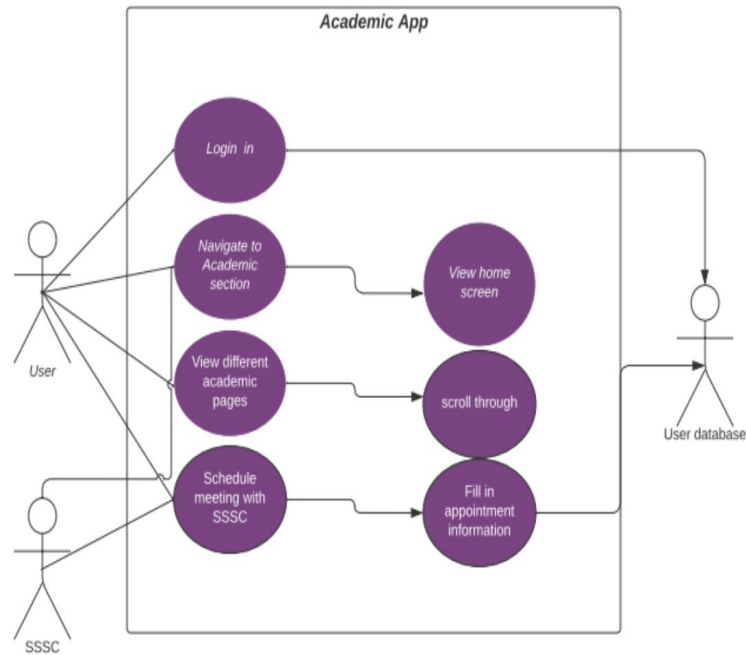 Academic App
Login in
Navigate to
Academic
section
View home
screen
User
View different
academic
pages
scroll through
User database
Schedule
meeting with
SSSC
Fill in
appointment
information
SSSC